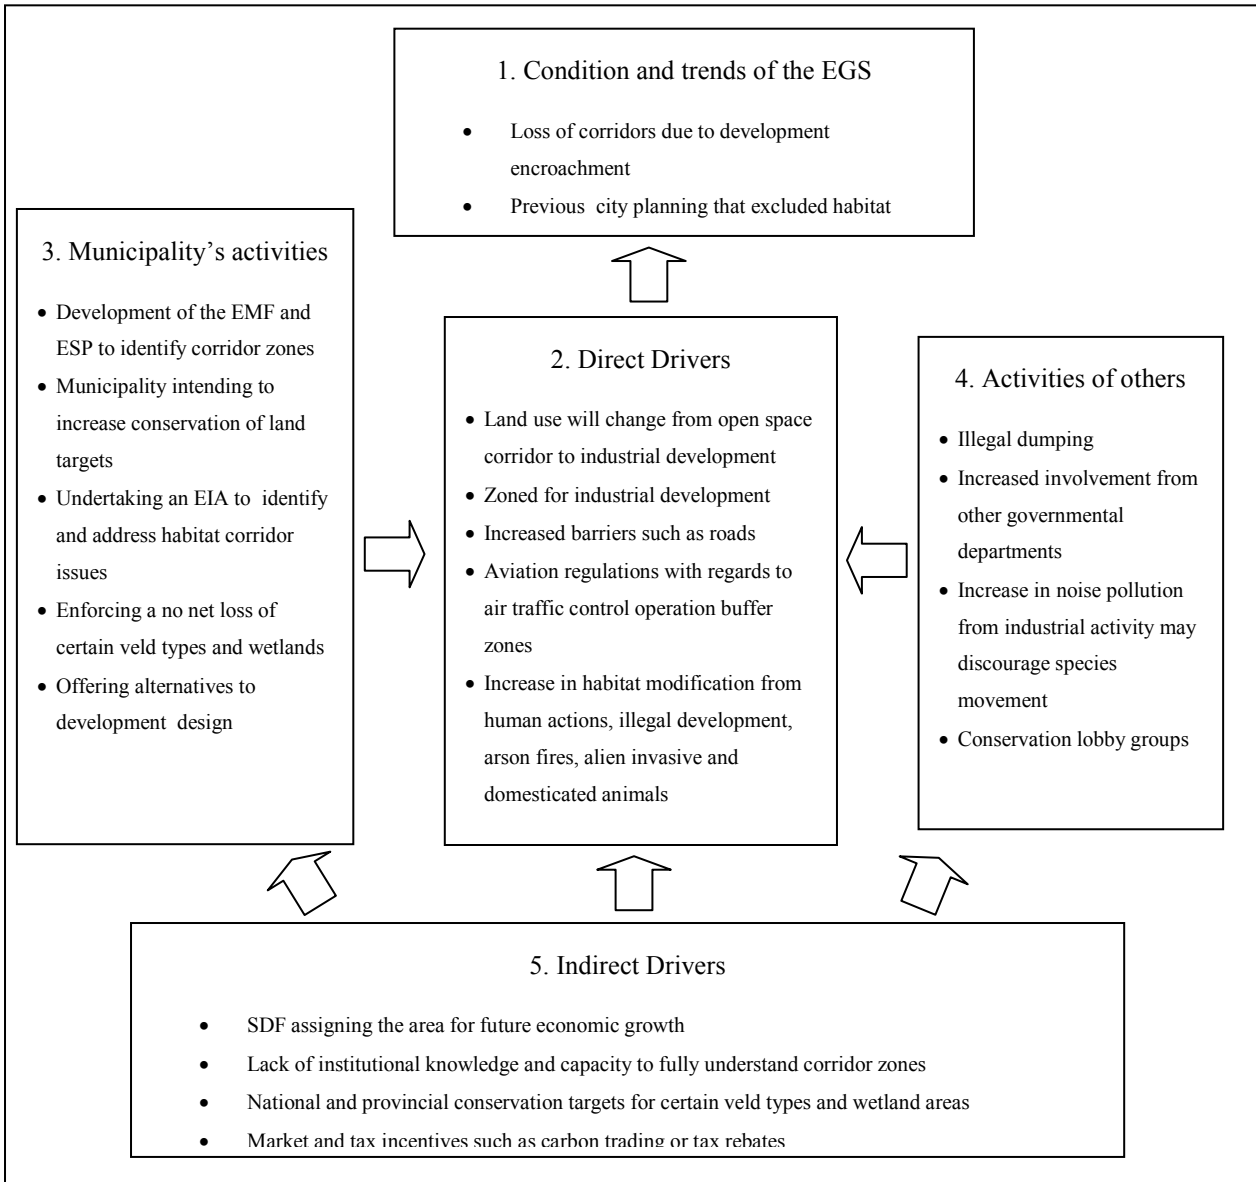 1. Condition and trends of the EGS
• Loss of corridors due to development
encroachment
• Previous city planning that excluded habitat
3. Municipality's activities
• Development of the EMF and
ESP to identify corridor zones
• Municipality intending to
increase conservation of land
targets
• Undertaking an EIA to identify
and address habitat corridor
issues
• Enforcing a no net loss of
certain veld types and wetlands
• Offering alternatives to
development design
2. Direct Drivers
• Land use will change from open space
corridor to industrial development
• Zoned for industrial development
• Increased barriers such as roads
• Aviation regulations with regards to
air traffic control operation buffer
zones
• Increase in habitat modification from
human actions, illegal development,
arson fires, alien invasive and
domesticated animals
4. Activities of others
• Illegal dumping
• Increased involvement from
other governmental
departments
• Increase in noise pollution
from industrial activity may
discourage species
movement
• Conservation lobby groups
5. Indirect Drivers
• SDF assigning the area for future economic growth
• Lack of institutional knowledge and capacity to fully understand corridor zones
• National and provincial conservation targets for certain veld types and wetland areas
• Market and tax incentives such as carbon trading or tax rebates